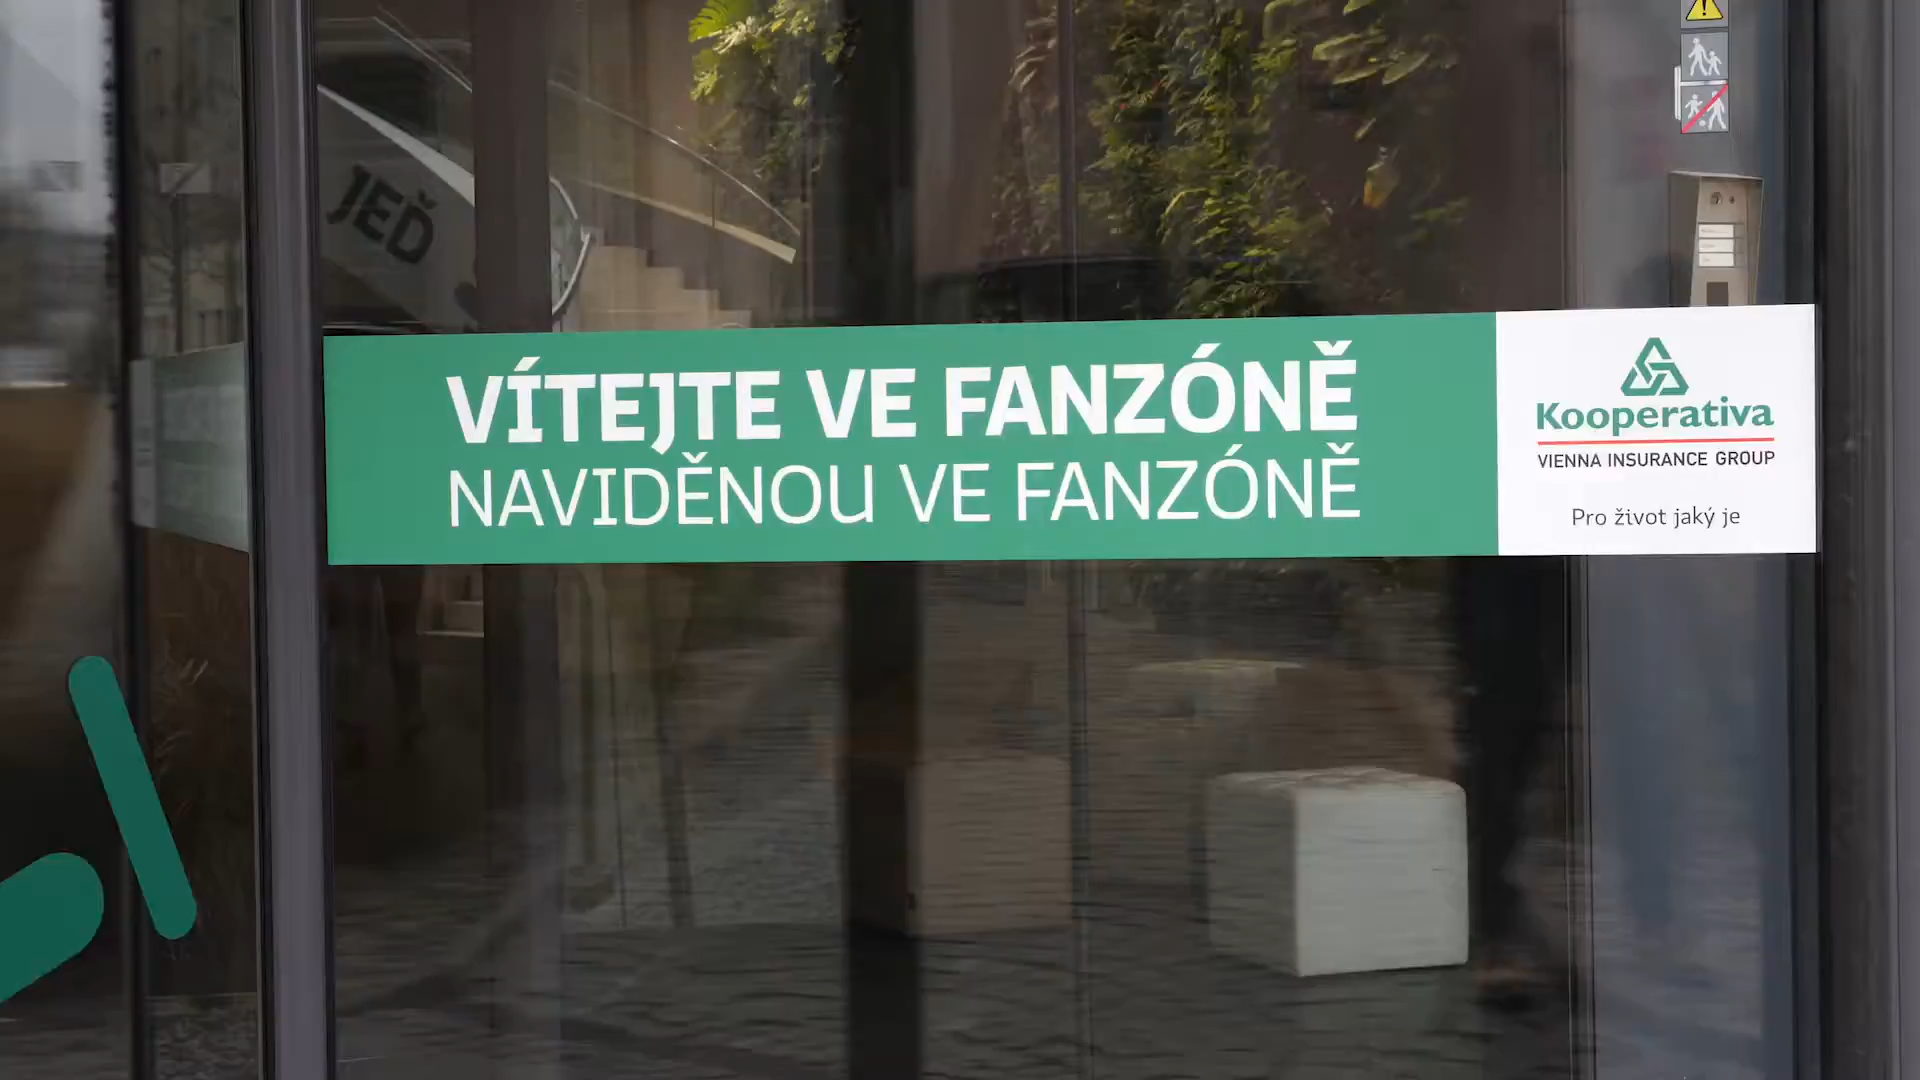 JEĎ
VÍTEJTE VE FANZÓNĚ
NAVIDĚNOU VE FANZÓNĚ
Kooperativa
VIENNA INSURANCE GROUP
Pro život jaký je